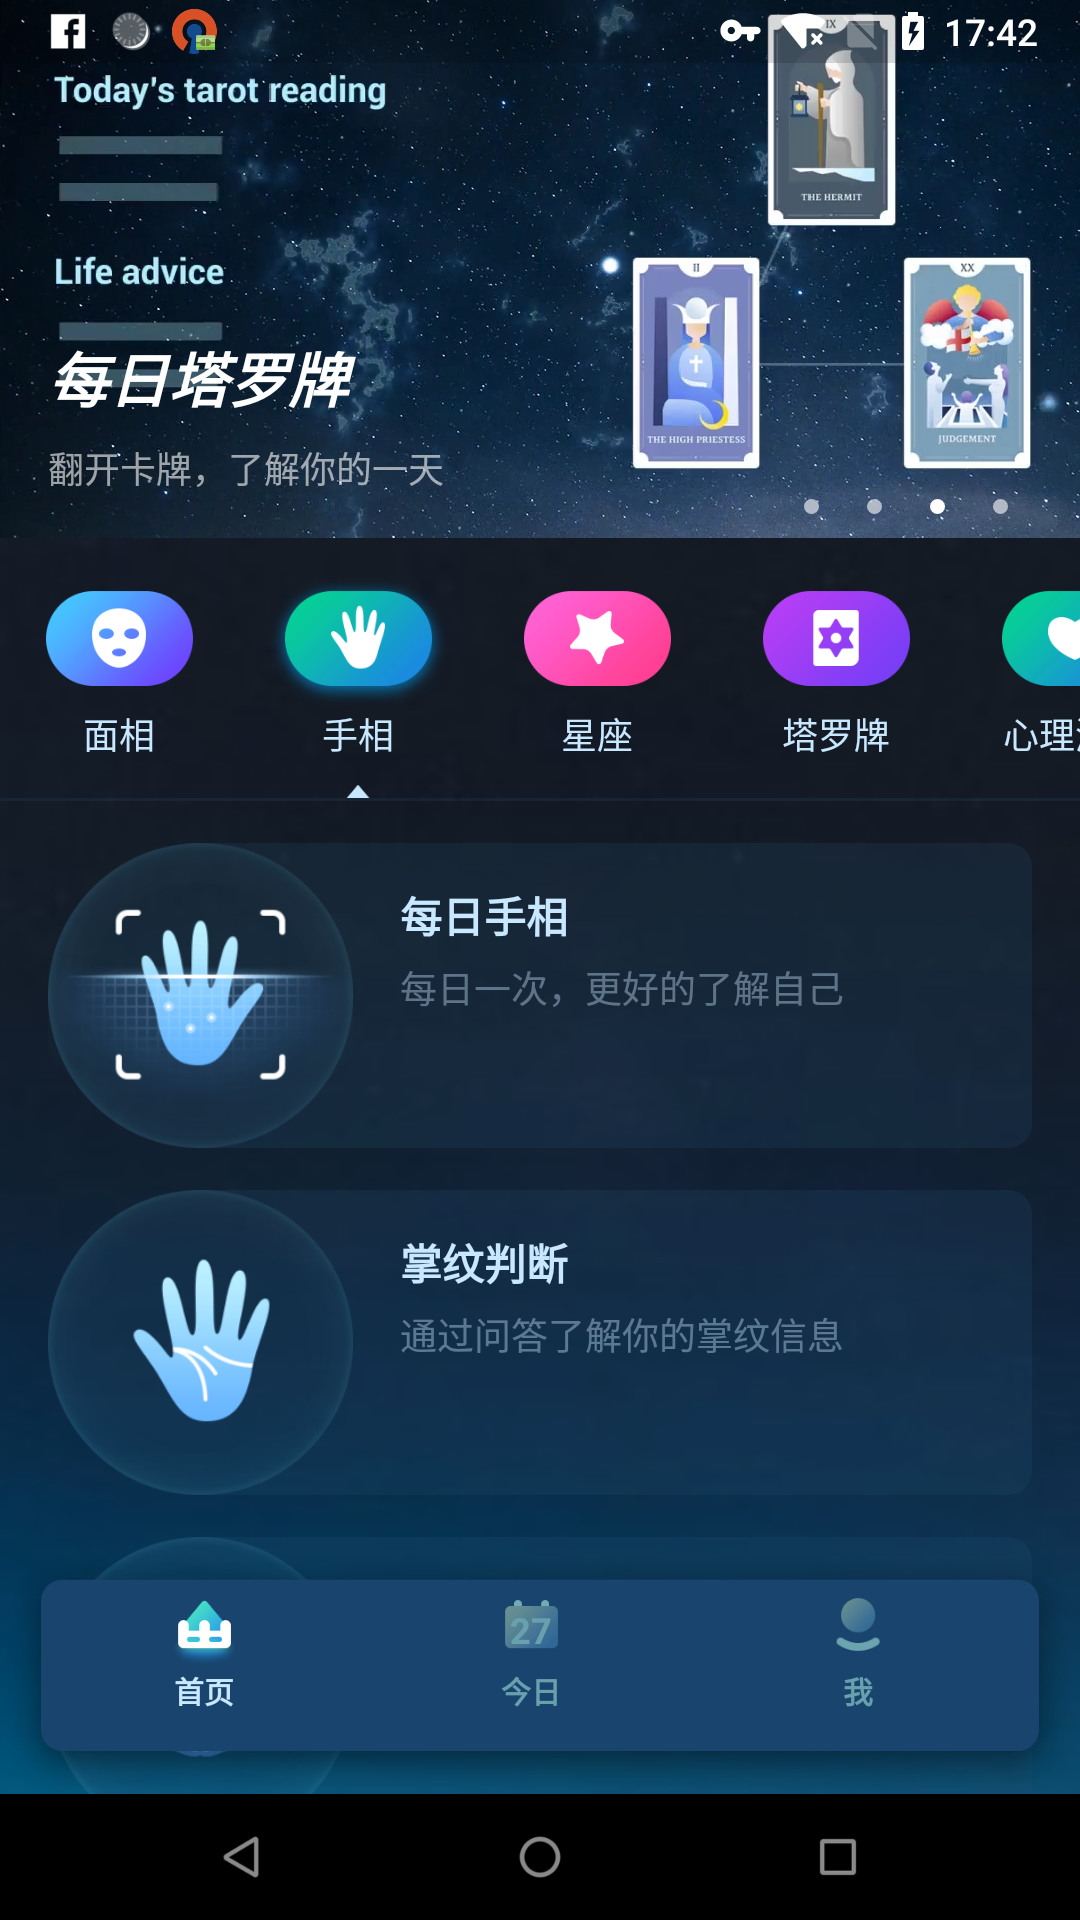 17:42
IX
Today's tarot reading
THE HERMIT
Life advice
II
XX
每日塔罗牌
THE HIGH PRIESTESS
JUDGEMENT
翻开卡牌，了解你的一天
面相
手相
星座
塔罗牌
心理
每日手相
每日一次，更好的了解自己
掌纹判断
通过问答了解你的掌纹信息
27
首页
今日
我